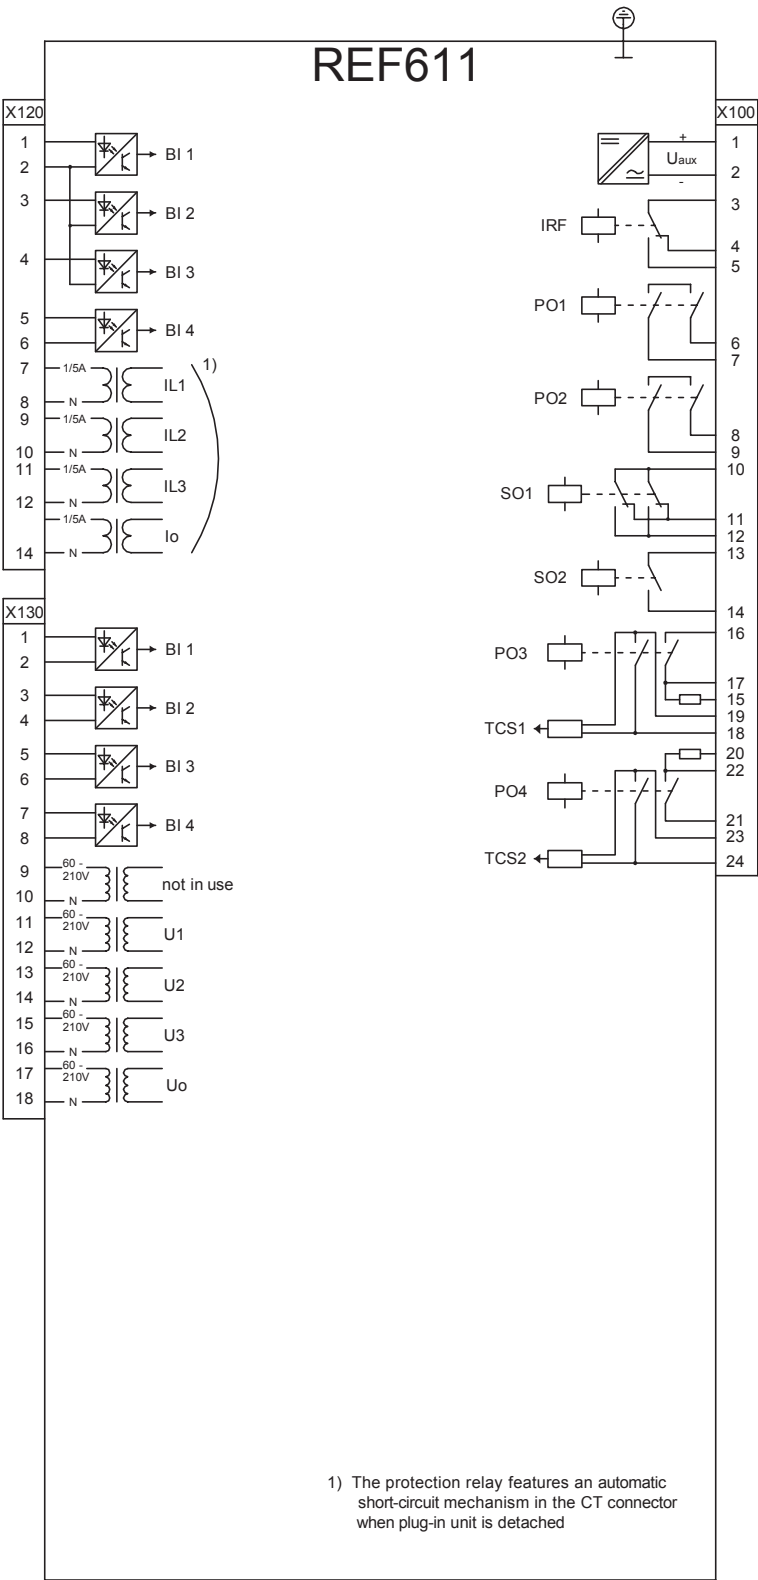 REF611
X120
1
2
BI 1
3
BI 2
4
BI 3
5
6
BI 4
7
1/5A
1)
IL1
8
N
9
1/5A
IL2
10
N
11
1/5A
IL3
12
N
1/5A
Io
14
N
X130
1
2
BI 1
3
4
BI 2
5
6
BI 3
7
8
BI 4
9
60 -
210V
not in use
10
N
11
60 -
210V
U1
12
N
13
60 -
210V
U2
14
N
15
60 -
210V
U3
16
N
17
60 -
210V
Uo
18
N
X100
+
1
Uaux
2
-
3
IRF
4
5
PO1
6
7
PO2
8
9
10
SO1
11
12
13
SO2
14
16
PO3
17
15
19
TCS1
18
20
22
PO4
21
23
TCS2
24
1) The protection relay features an automatic
short-circuit mechanism in the CT connector
when plug-in unit is detached